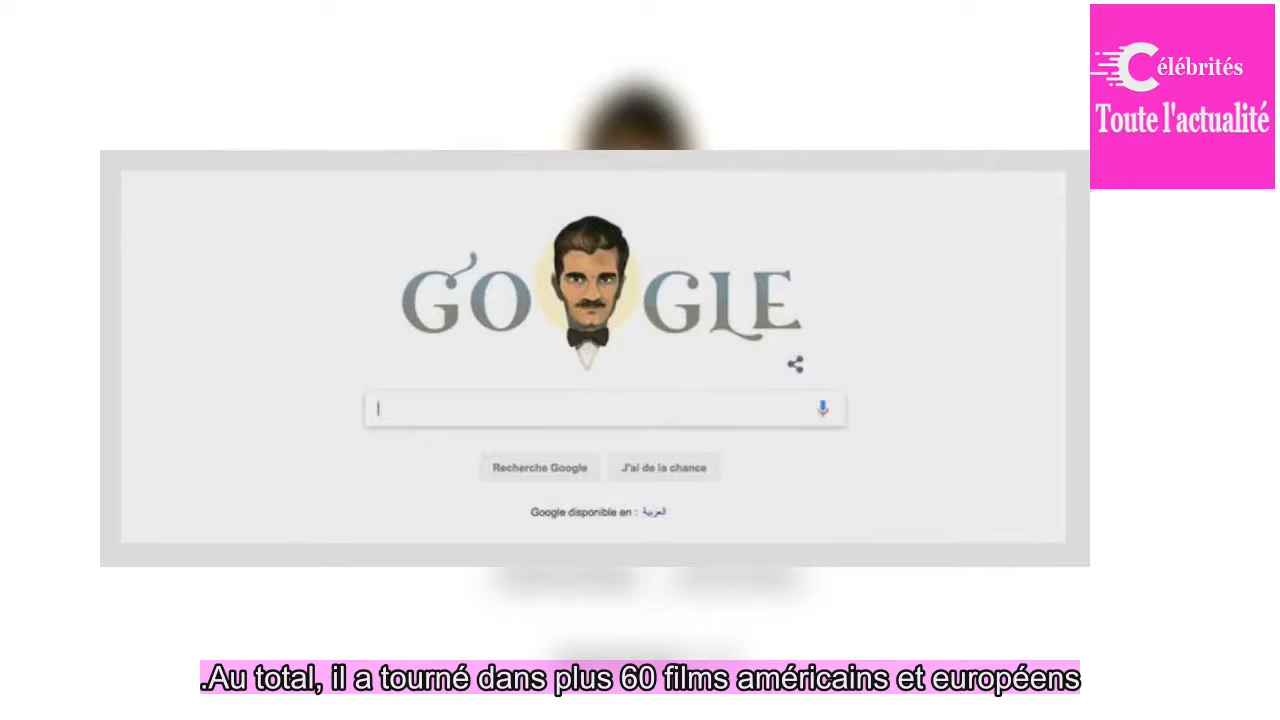 Célébrités
Toute l'actualité
GOOGLE
Recherche Google
J'ai de la chance
Google disponible en : العربية
.Au total, il a tourné dans plus 60 films américains et européens